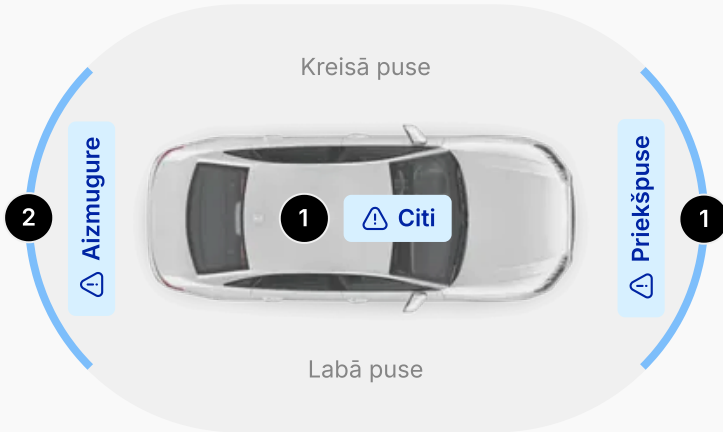 Kreisā puse
2
Aizmugure
1
Citi
Priekšpuse
1
Labā puse